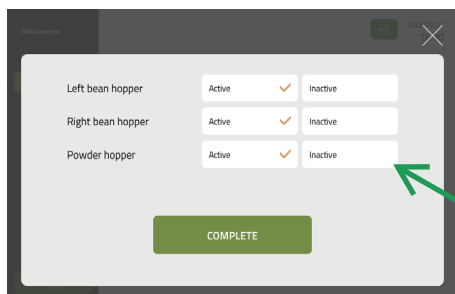 Maintenance
Left bean hopper Active Inactive
Right bean hopper Active Inactive
Powder hopper Active Inactive
COMPLETE